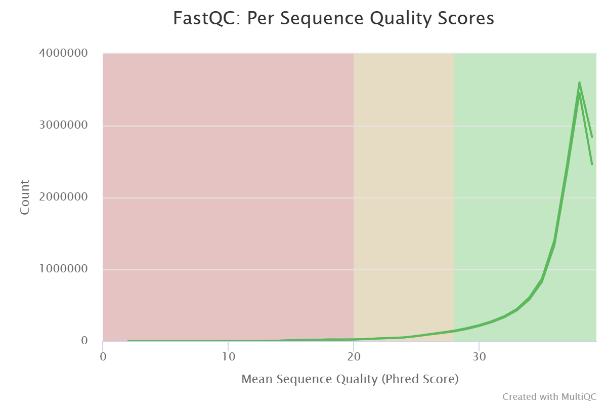 FastQC: Per Sequence Quality Scores
4000000
3000000
2000000
1000000
0
Count
0 10 20 30
Mean Sequence Quality (Phred Score)
Created with MultiQC